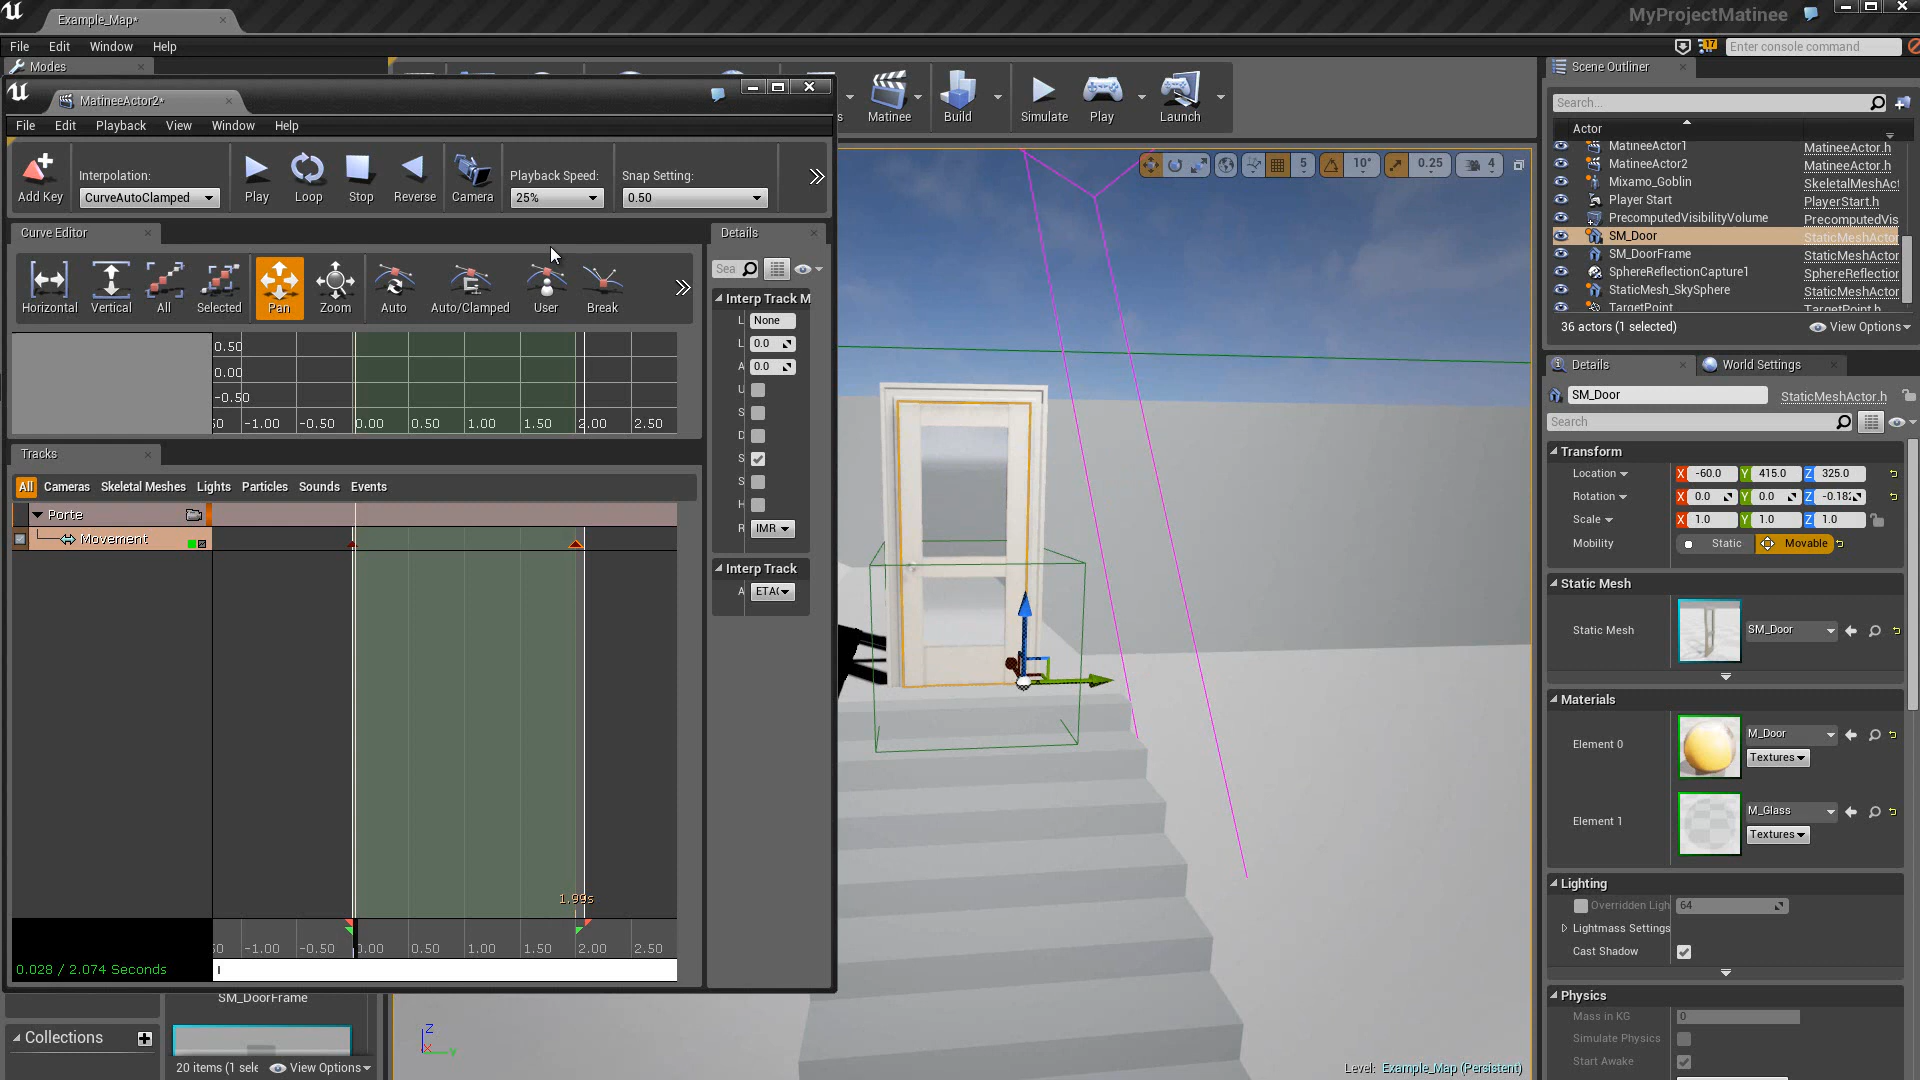 Example_Map*
MyProjectMatinee
File Edit Window Help
17
Enter console command
Modes
MatineeActor2*
File Edit Playback View Window Help
Add Key
Interpolation:
CurveAutoClamped
Play
Loop
Stop
Reverse
Camera
Playback Speed:
25%
Snap Setting:
0.50
Matinee
Build
Simulate
Play
Launch
Curve Editor
Horizontal
Vertical
All
Selected
Pan
Zoom
Auto
Auto/Clamped
User
Break
0.50
0.00
-0.50
-1.00 -0.50 0.00 0.50 1.00 1.50 2.00 2.50
Tracks
All Cameras Skeletal Meshes Lights Particles Sounds Events
Porte
Movement
1.99s
-1.00 -0.50 0.00 0.50 1.00 1.50 2.00 2.50
0.028 / 2.074 Seconds
Details
Sea
Interp Track M
L None
L 0.0
A 0.0
U
S
D
S
S
H
R IMR
Interp Track
A
5
10°
0.25
4
Level: Example_Map (Persistent)
SM_DoorFrame
Collections
20 items (1 sele
View Options
Scene Outliner
Search...
Actor
MatineeActor1 MatineeActor.h
MatineeActor2 MatineeActor.h
Mixamo_Goblin SkeletalMeshAct
Player Start PlayerStart.h
PrecomputedVisibilityVolume PrecomputedVis
SM_Door StaticMeshActor
SM_DoorFrame StaticMeshActor
SphereReflectionCapture1 SphereReflection
StaticMesh_SkySphere StaticMeshActor
TargetPoint TargetPoint.h
36 actors (1 selected)
View Options
Details
World Settings
SM_Door
StaticMeshActor.h
Search
Transform
Location X -60.0 Y 415.0 Z 325.0
Rotation X 0.0 Y 0.0 Z
Scale X 1.0 Y 1.0 Z 1.0
Mobility Static Movable
Static Mesh
Static Mesh SM_Door
Materials
Element 0 M_Door
Textures
Element 1 M_Glass
Textures
Lighting
Overridden Ligh 64
Lightmass Settings
Cast Shadow
Physics
Mass in KG 0
Simulate Physics
Start Awake
Z
X
Y